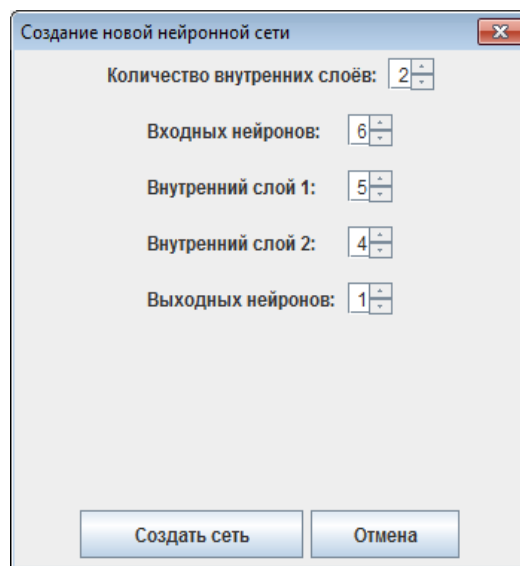 Создание новой нейронной сети
Количество внутренних слоёв: 2
Входных нейронов: 6
Внутренний слой 1: 5
Внутренний слой 2: 4
Выходных нейронов: 1
Создать сеть Отмена